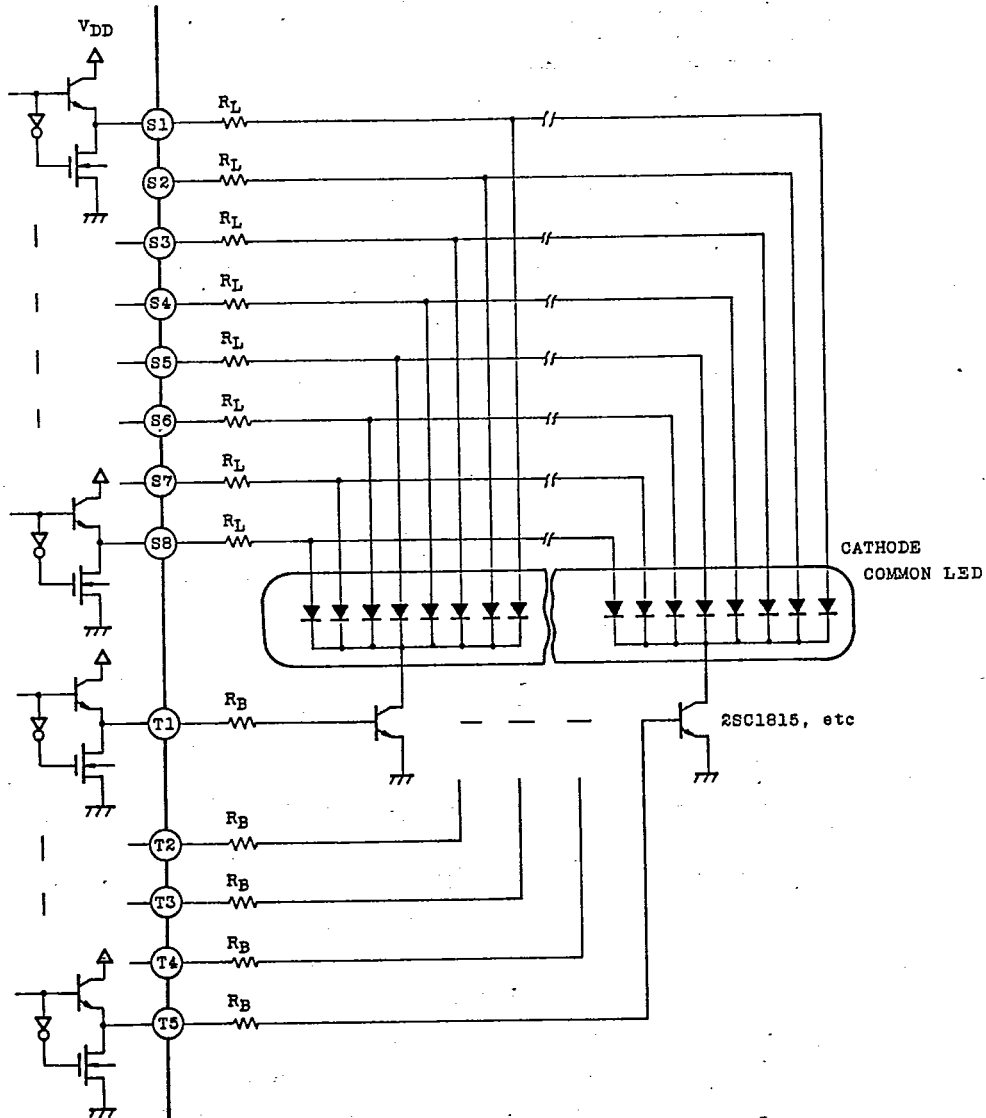 VDD
RL
S1
RL
S2
RL
S3
RL
S4
RL
S5
RL
S6
RL
S7
RL
S8
CATHODE
COMMON LED
RB
T1
2SC1815, etc
RB
T2
RB
T3
RB
T4
RB
T5